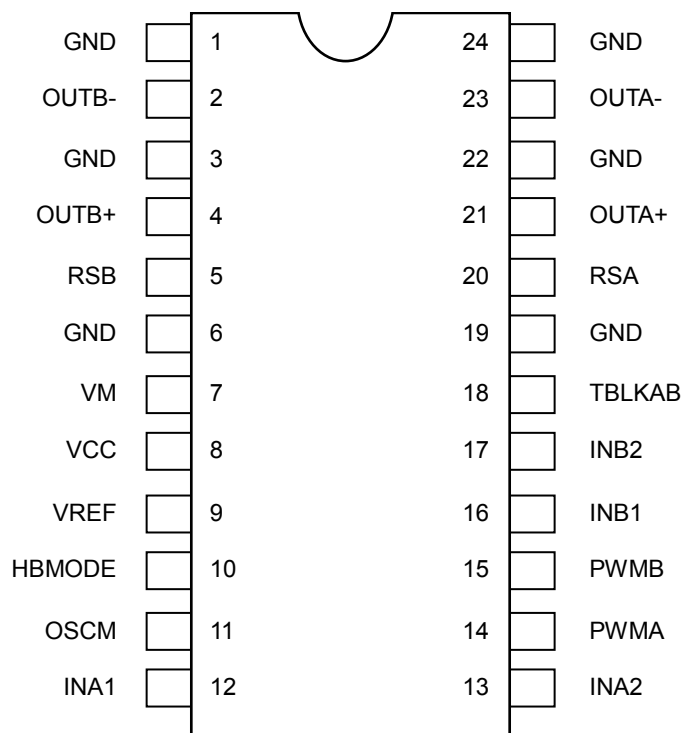 GND 1 24 GND
OUTB- 2 23 OUTA-
GND 3 22 GND
OUTB+ 4 21 OUTA+
RSB 5 20 RSA
GND 6 19 GND
VM 7 18 TBLKAB
VCC 8 17 INB2
VREF 9 16 INB1
HBMODE 10 15 PWMB
OSCM 11 14 PWMA
INA1 12 13 INA2